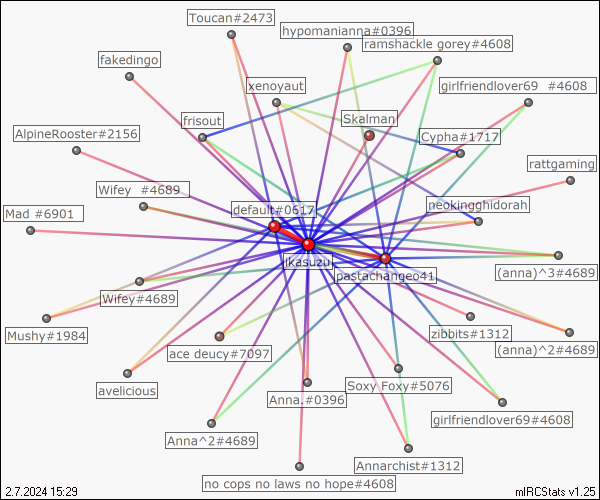 Toucan#2473
hypomanianna#0396
ramshackle gorey#4608
fakedingo
xenoyaut
girlfriendlover69 #4608
frisout
Skalman
AlpineRooster#2156
Cypha#1717
rattgaming
Wifey #4689
default#0617
neokingghidorah
Mad #6901
ikasuzu
pastachangeo41
(anna)^3#4689
Wifey#4689
Mushy#1984
ace deucy#7097
zibbits#1312
(anna)^2#4689
avelicious
Anna.#0396
Soxy Foxy#5076
girlfriendlover69#4608
Anna^2#4689
Annarchist#1312
no cops no laws no hope#4608
2.7.2024 15:29
mIRCStats v1.25